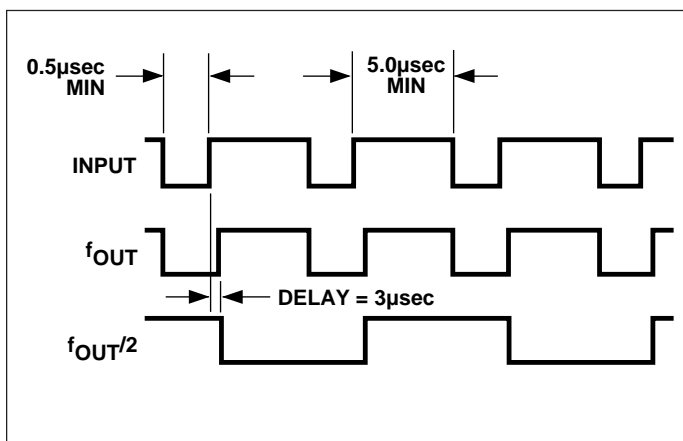 0.5µsec
MIN
5.0µsec
MIN
INPUT
fOUT
DELAY = 3µsec
fOUT/2